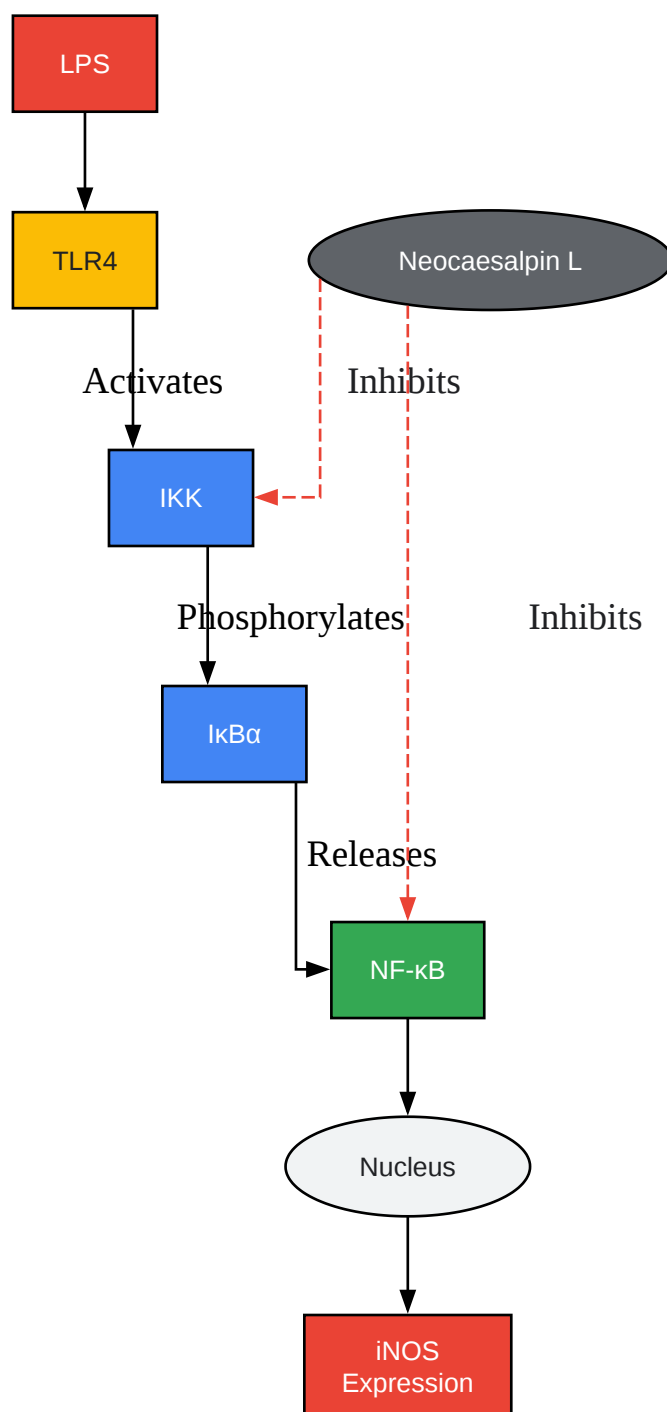 LPS
TLR4
Neocaesalpin L
Activates
Inhibits
IKK
Phosphorylates
Inhibits
IκBα
Releases
NF-κB
Nucleus
iNOS
Expression